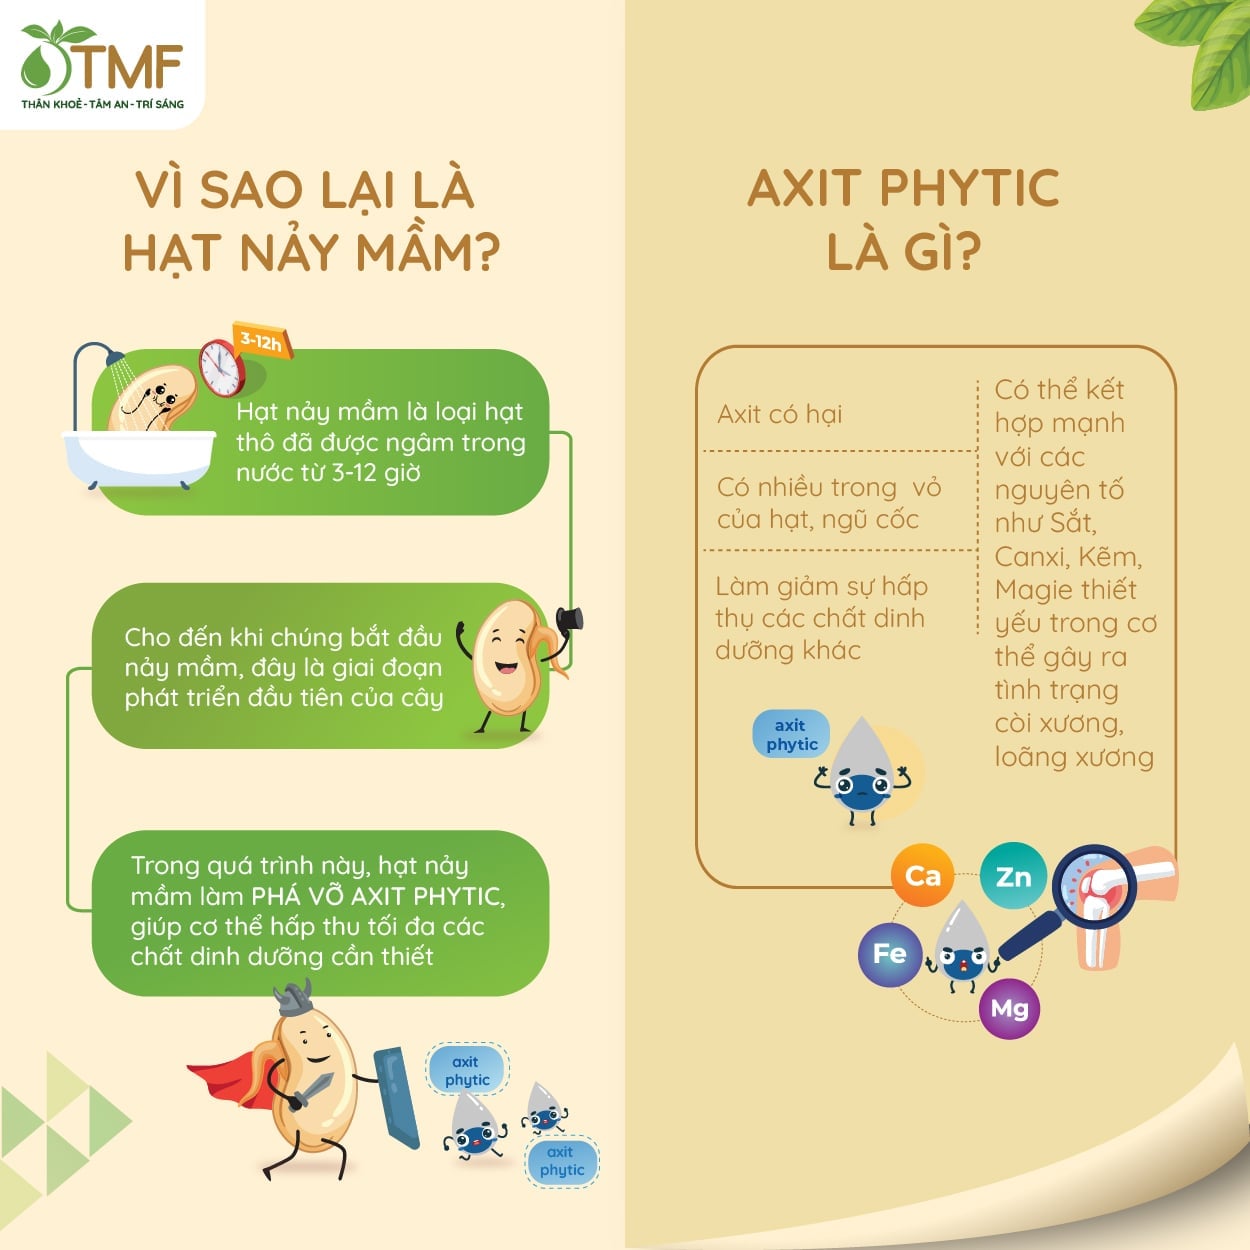 TMF
THÂN KHOẺ - TÂM AN - TRÍ SÁNG
VÌ SAO LẠI LÀ
HẠT NẢY MẦM?
3-12h
Hạt nảy mầm là loại hạt
thô đã được ngâm trong
nước từ 3-12 giờ
Cho đến khi chúng bắt đầu
nảy mầm, đây là giai đoạn
phát triển đầu tiên của cây
Trong quá trình này, hạt nảy
mầm làm PHÁ VỠ AXIT PHYTIC,
giúp cơ thể hấp thu tối đa các
chất dinh dưỡng cần thiết
axit
phytic
axit
phytic
AXIT PHYTIC
LÀ GÌ?
Axit có hại
Có nhiều trong vỏ
của hạt, ngũ cốc
Làm giảm sự hấp
thụ các chất dinh
dưỡng khác
Có thể kết
hợp mạnh
với các
nguyên tố
như Sắt,
Canxi, Kẽm,
Magie thiết
yếu trong cơ
thể gây ra
tình trạng
còi xương,
loãng xương
axit
phytic
Ca
Zn
Fe
Mg